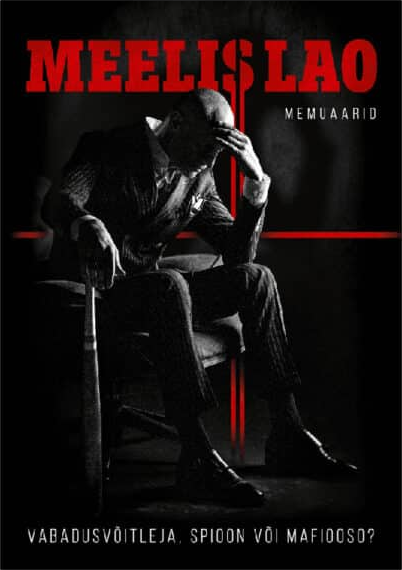 MEELIS LAO
MEMUAARID
VABADUSVÕITLEJA, SPIOON VÕI MAFIOOSO?